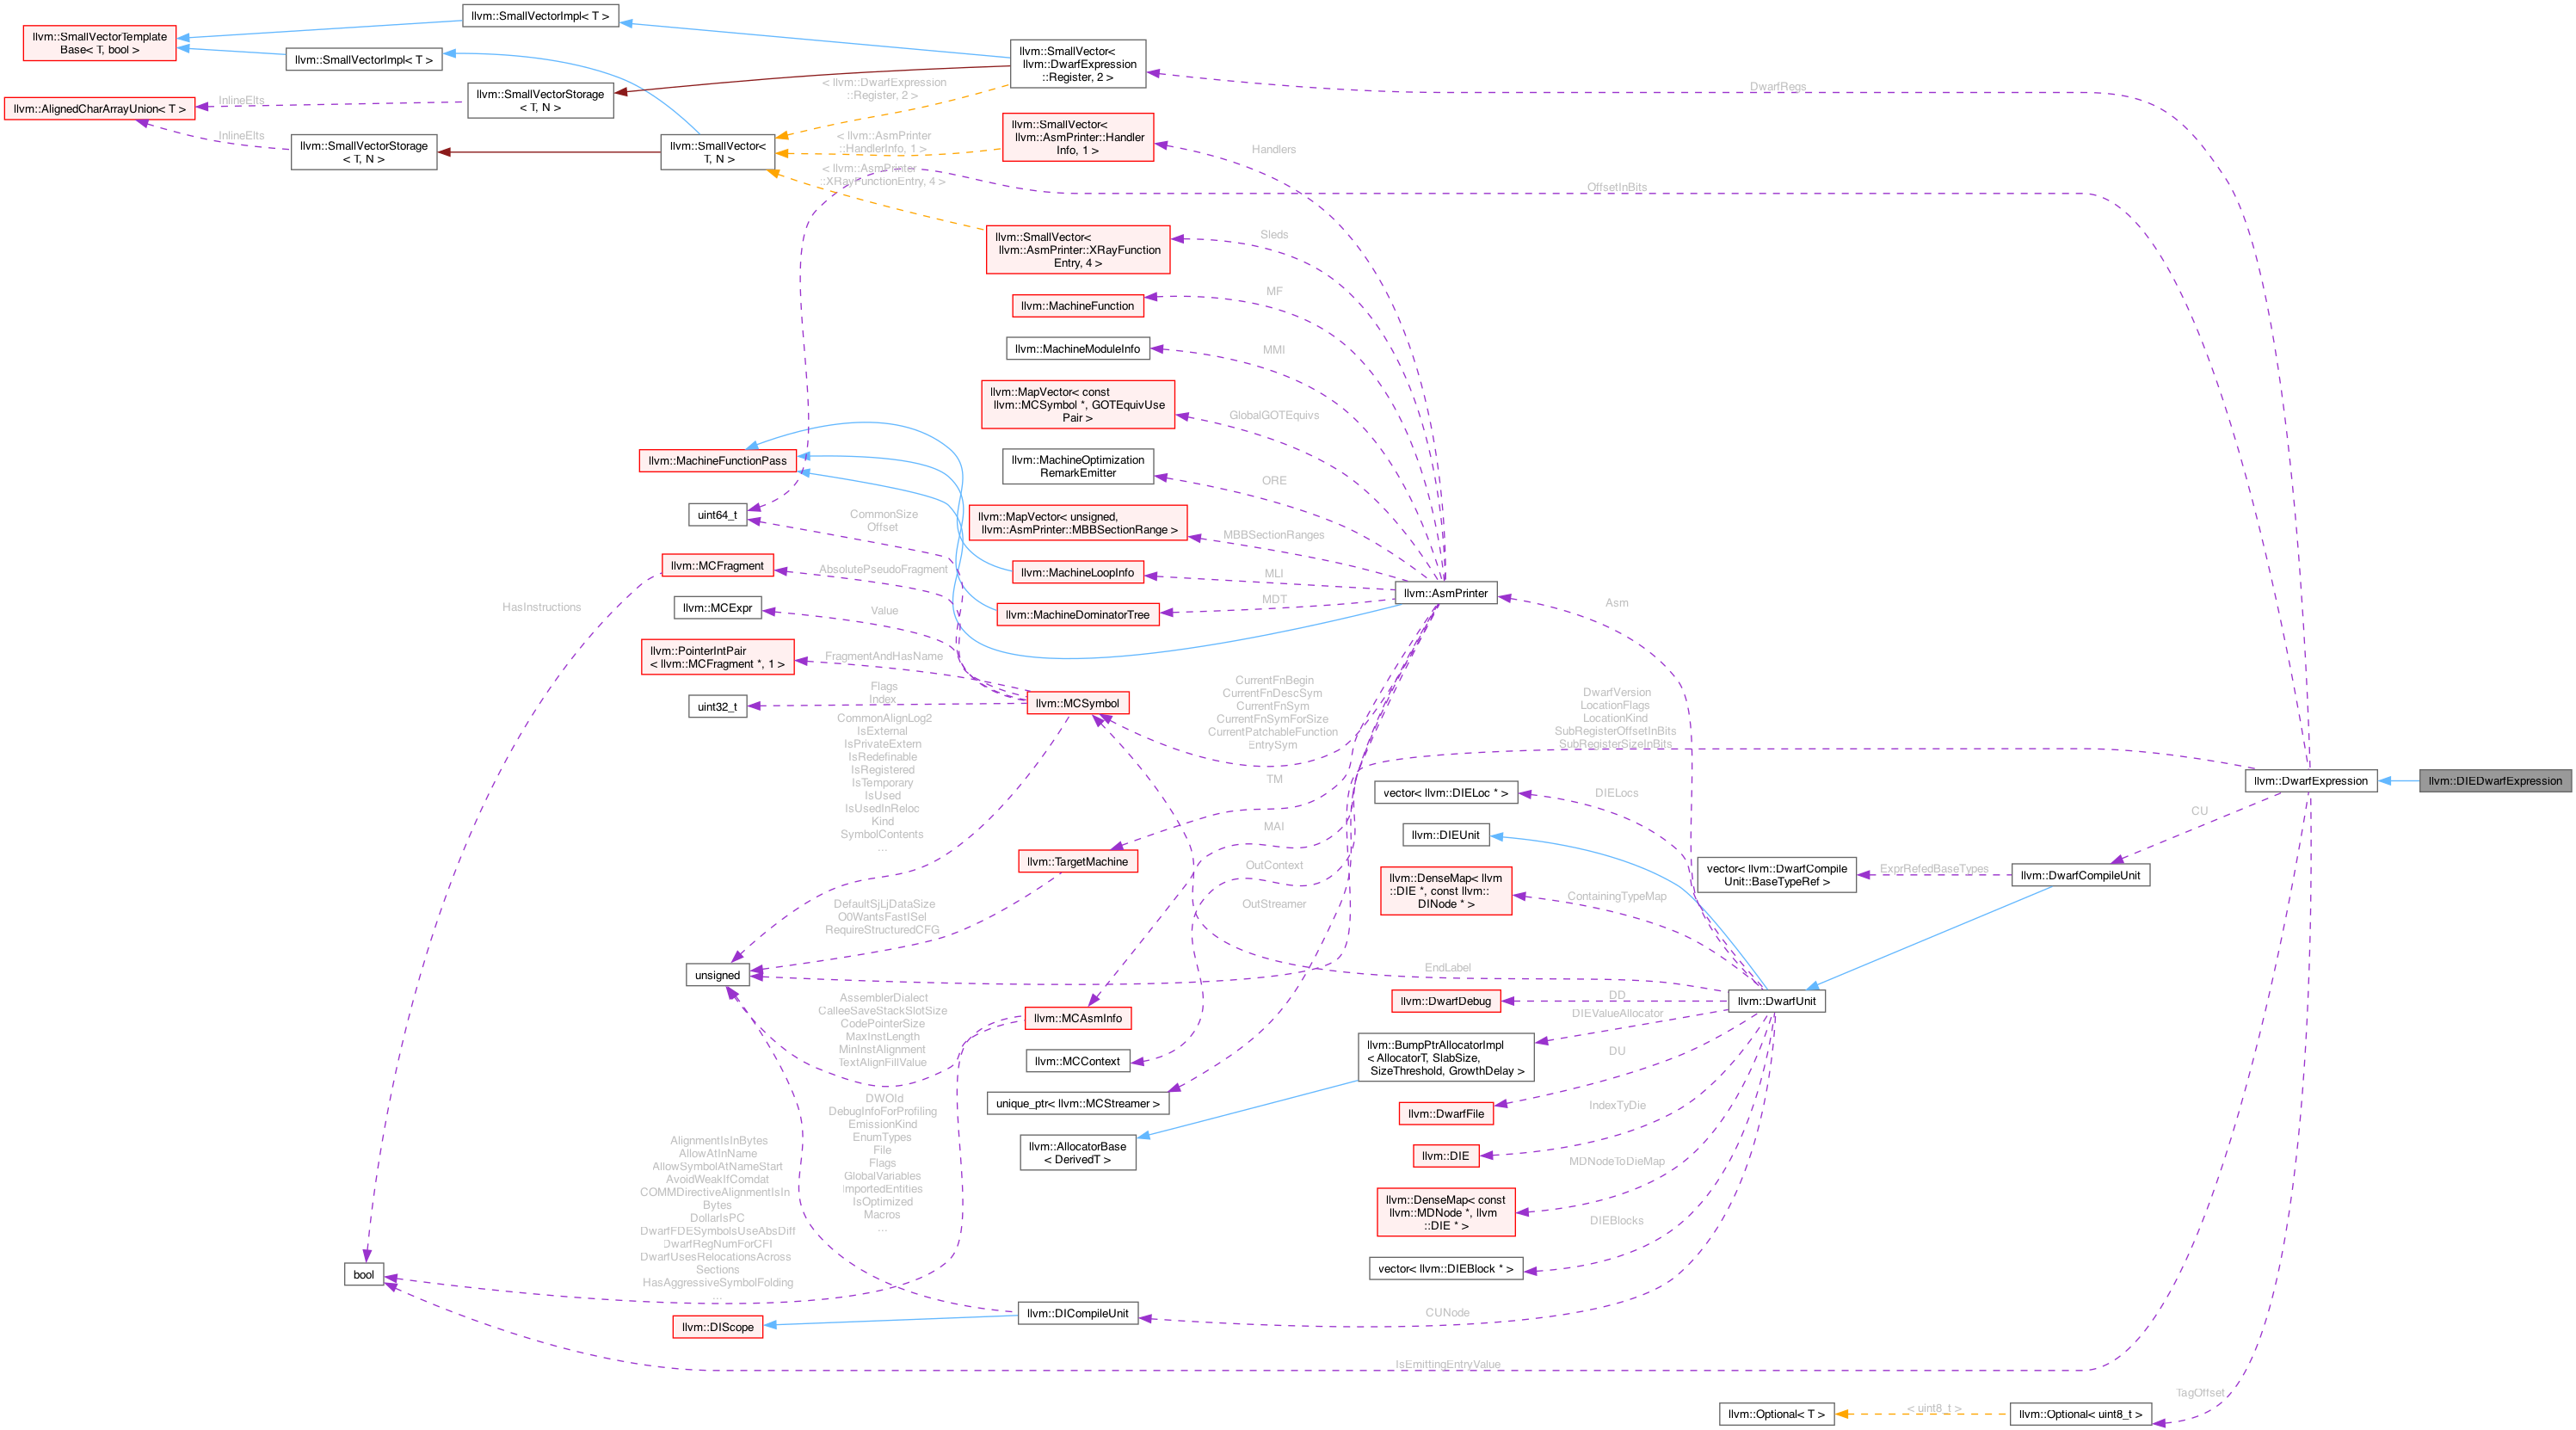 llvm::SmallVectorTemplate
Base< T, bool >
llvm::SmallVectorImpl< T >
llvm::SmallVectorImpl< T >
llvm::AlignedCharArrayUnion< T >
InlineElts
InlineElts
llvm::SmallVectorStorage
< T, N >
llvm::SmallVectorStorage
< T, N >
llvm::SmallVector<
T, N >
llvm::SmallVector<
llvm::DwarfExpression
::Register, 2 >
< llvm::DwarfExpression
::Register, 2 >
< llvm::AsmPrinter
::HandlerInfo, 1 >
< llvm::AsmPrinter
::XRayFunctionEntry, 4 >
llvm::SmallVector<
llvm::AsmPrinter::Handler
Info, 1 >
llvm::SmallVector<
llvm::AsmPrinter::XRayFunction
Entry, 4 >
DwarfRegs
Handlers
OffsetInBits
Sleds
llvm::MachineFunction
MF
llvm::MachineModuleInfo
MMI
llvm::MapVector< const
llvm::MCSymbol *, GOTEquivUse
Pair >
GlobalGOTEquivs
llvm::MachineFunctionPass
llvm::MachineOptimization
RemarkEmitter
ORE
uint64_t
CommonSize
Offset
llvm::MapVector< unsigned,
llvm::AsmPrinter::MBBSectionRange >
MBBSectionRanges
llvm::MCFragment
AbsolutePseudoFragment
llvm::MachineLoopInfo
MLI
HasInstructions
llvm::MCExpr
Value
llvm::MachineDominatorTree
MDT
llvm::AsmPrinter
Asm
llvm::PointerIntPair
< llvm::MCFragment *, 1 >
FragmentAndHasName
uint32_t
Flags
Index
llvm::MCSymbol
CurrentFnBegin
CurrentFnDescSym
CurrentFnSym
CurrentFnSymForSize
CurrentPatchableFunction
EntrySym
DwarfVersion
LocationFlags
LocationKind
SubRegisterOffsetInBits
SubRegisterSizeInBits
CommonAlignLog2
IsExternal
IsPrivateExtern
IsRedefinable
IsRegistered
IsTemporary
IsUsed
IsUsedInReloc
Kind
SymbolContents
...
TM
vector< llvm::DIELoc * >
DIELocs
llvm::DwarfExpression
llvm::DIEDwarfExpression
CU
MAI
llvm::DIEUnit
llvm::TargetMachine
OutContext
llvm::DenseMap< llvm
::DIE *, const llvm::
DINode * >
ContainingTypeMap
vector< llvm::DwarfCompile
Unit::BaseTypeRef >
ExprRefedBaseTypes
llvm::DwarfCompileUnit
DefaultSjLjDataSize
O0WantsFastISel
RequireStructuredCFG
OutStreamer
unsigned
EndLabel
AssemblerDialect
CalleeSaveStackSlotSize
CodePointerSize
MaxInstLength
MinInstAlignment
TextAlignFillValue
llvm::MCAsmInfo
llvm::DwarfDebug
DD
llvm::DwarfUnit
DIEValueAllocator
llvm::MCContext
llvm::BumpPtrAllocatorImpl
< AllocatorT, SlabSize,
SizeThreshold, GrowthDelay >
DU
unique_ptr< llvm::MCStreamer >
llvm::DwarfFile
IndexTyDie
DWOId
DebugInfoForProfiling
EmissionKind
EnumTypes
File
Flags
GlobalVariables
ImportedEntities
IsOptimized
Macros
...
llvm::AllocatorBase
< DerivedT >
llvm::DIE
MDNodeToDieMap
AlignmentIsInBytes
AllowAtInName
AllowSymbolAtNameStart
AvoidWeakIfComdat
COMMDirectiveAlignmentIsIn
Bytes
DollarIsPC
DwarfFDESymbolsUseAbsDiff
DwarfRegNumForCFI
DwarfUsesRelocationsAcross
Sections
HasAggressiveSymbolFolding
...
llvm::DenseMap< const
llvm::MDNode *, llvm
::DIE * >
DIEBlocks
bool
vector< llvm::DIEBlock * >
llvm::DICompileUnit
CUNode
llvm::DIScope
IsEmittingEntryValue
TagOffset
llvm::Optional< T >
< uint8_t >
llvm::Optional< uint8_t >